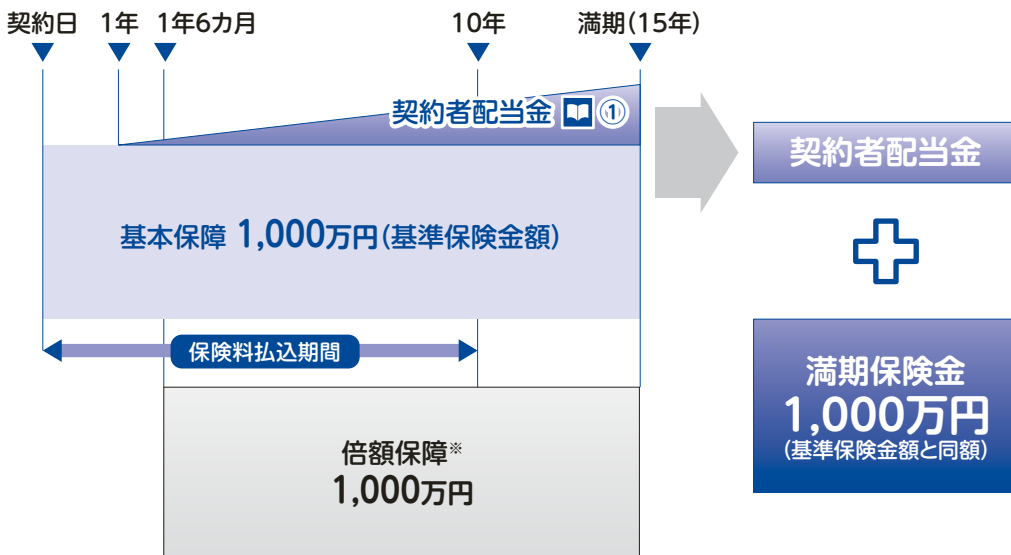 契約日 1年 1年6カ月 10年 満期(15年)
契約者配当金 ①
基本保障 1,000万円(基準保険金額)
保険料払込期間
倍額保障※
1,000万円
契約者配当金
満期保険金
1,000万円
(基準保険金額と同額)